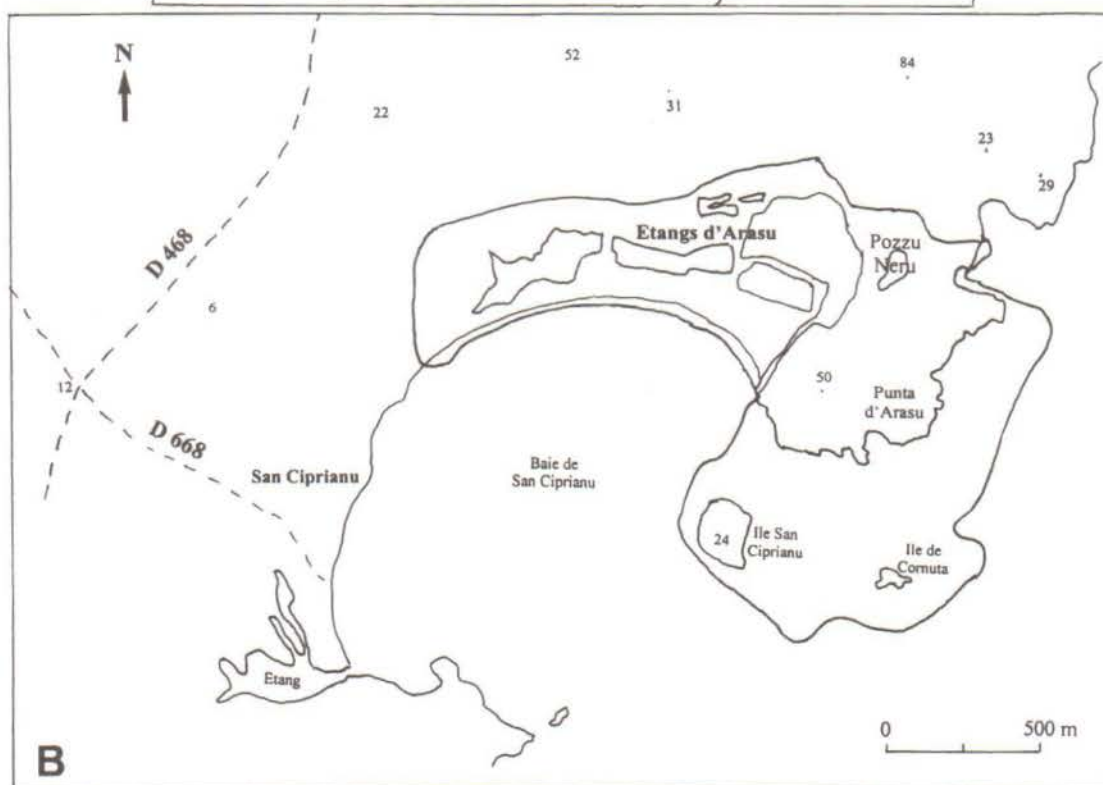 N
52
84
22
31
23
29
D 468
Etangs d'Arasu
Pozzu
Neru
6
12
50
Punta
d'Arasu
D 668
San Ciprianu
Baie de
San Ciprianu
24
Ile San
Ciprianu
Ile de
Cornuta
Etang
0 500 m
B